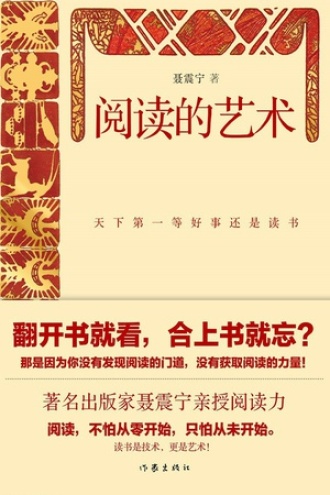 聂震宁 著
阅读的艺术
天下第一等好事还是读书
翻开书就看，合上书就忘？
那是因为你没有发现阅读的门道，没有获取阅读的力量！
著名出版家聂震宁亲授阅读力
阅读，不怕从零开始，只怕从未开始。
读书是技术，更是艺术！
作家出版社